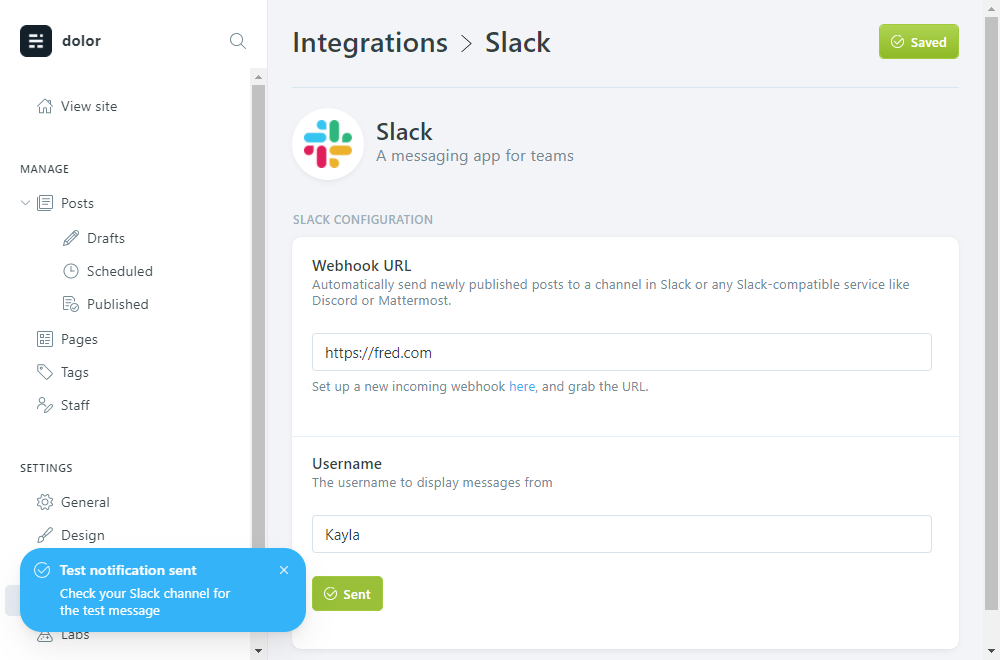 dolor
View site
MANAGE
Posts
Drafts
Scheduled
Published
Pages
Tags
Staff
SETTINGS
General
Design
Labs
Test notification sent
Check your Slack channel for
the test message
Integrations > Slack
Saved
Slack
A messaging app for teams
SLACK CONFIGURATION
Webhook URL
Automatically send newly published posts to a channel in Slack or any Slack-compatible service like
Discord or Mattermost.
https://fred.com
Set up a new incoming webhook here, and grab the URL.
Username
The username to display messages from
Kayla
Sent